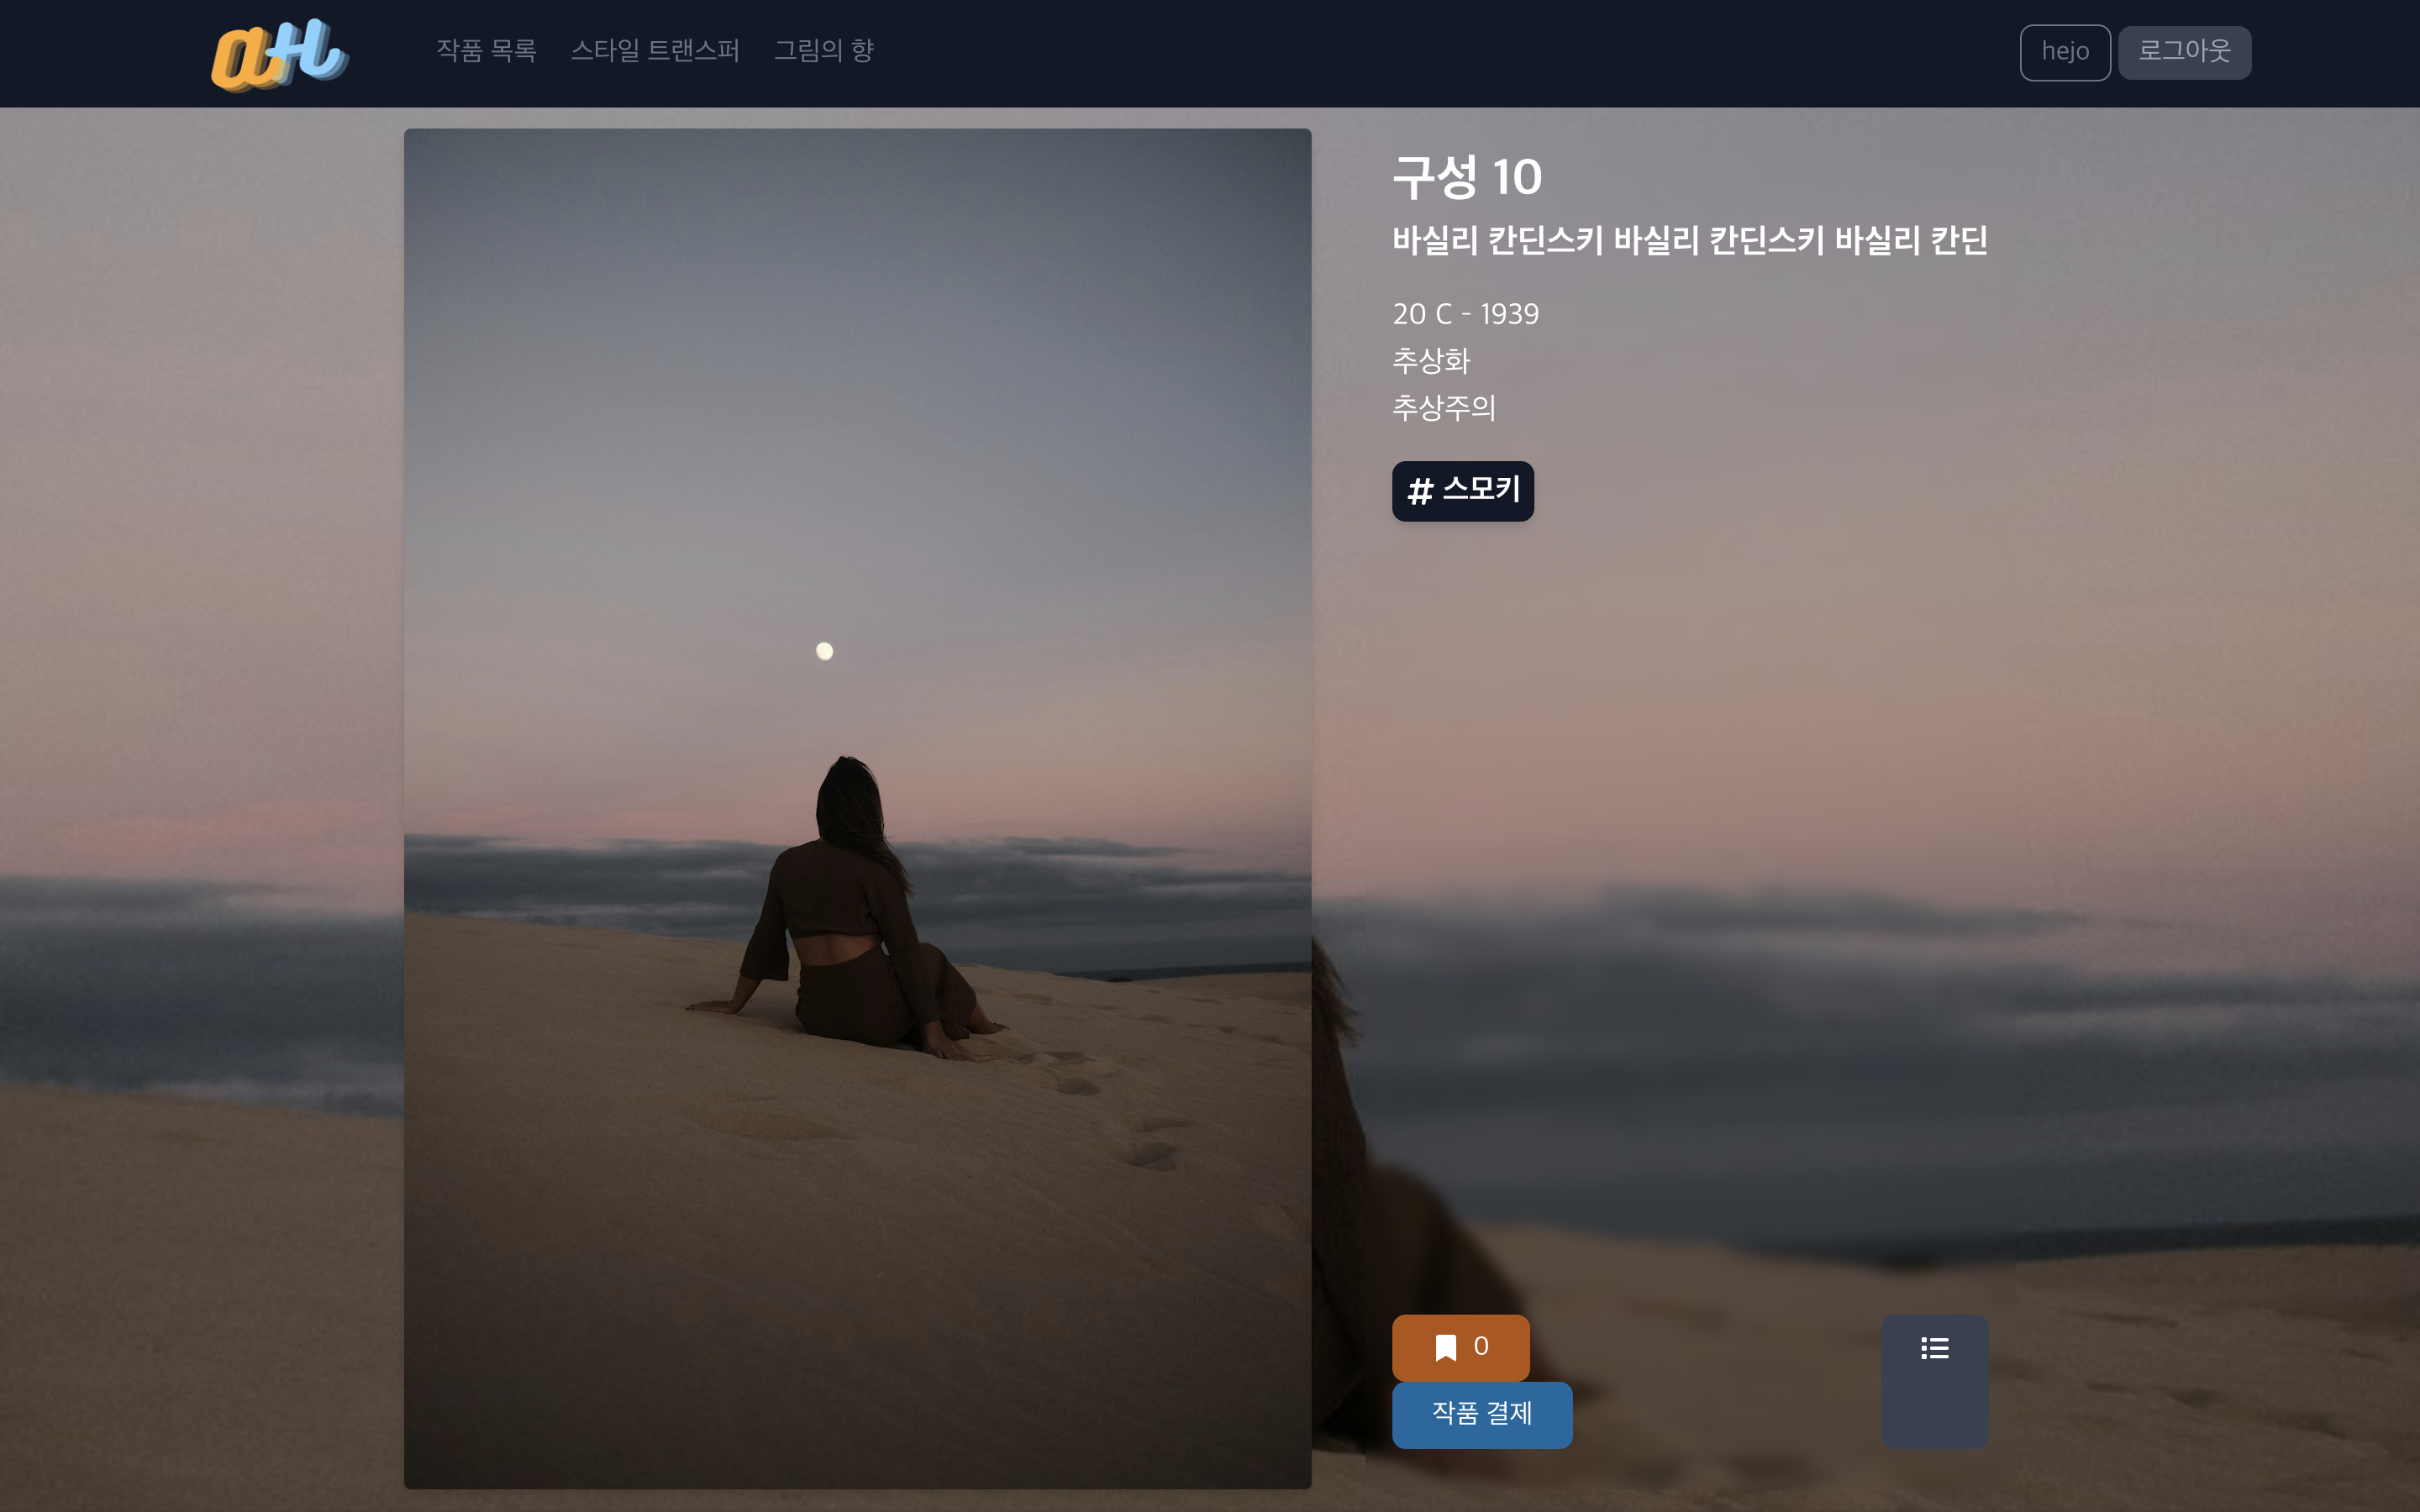 aH 작품 목록 스타일 트랜스퍼 그림의 향 hejo 로그아웃
구성 10
바실리 칸딘스키 바실리 칸딘스키 바실리 칸딘
20 C - 1939
추상화
추상주의
# 스모키
0
작품 결제